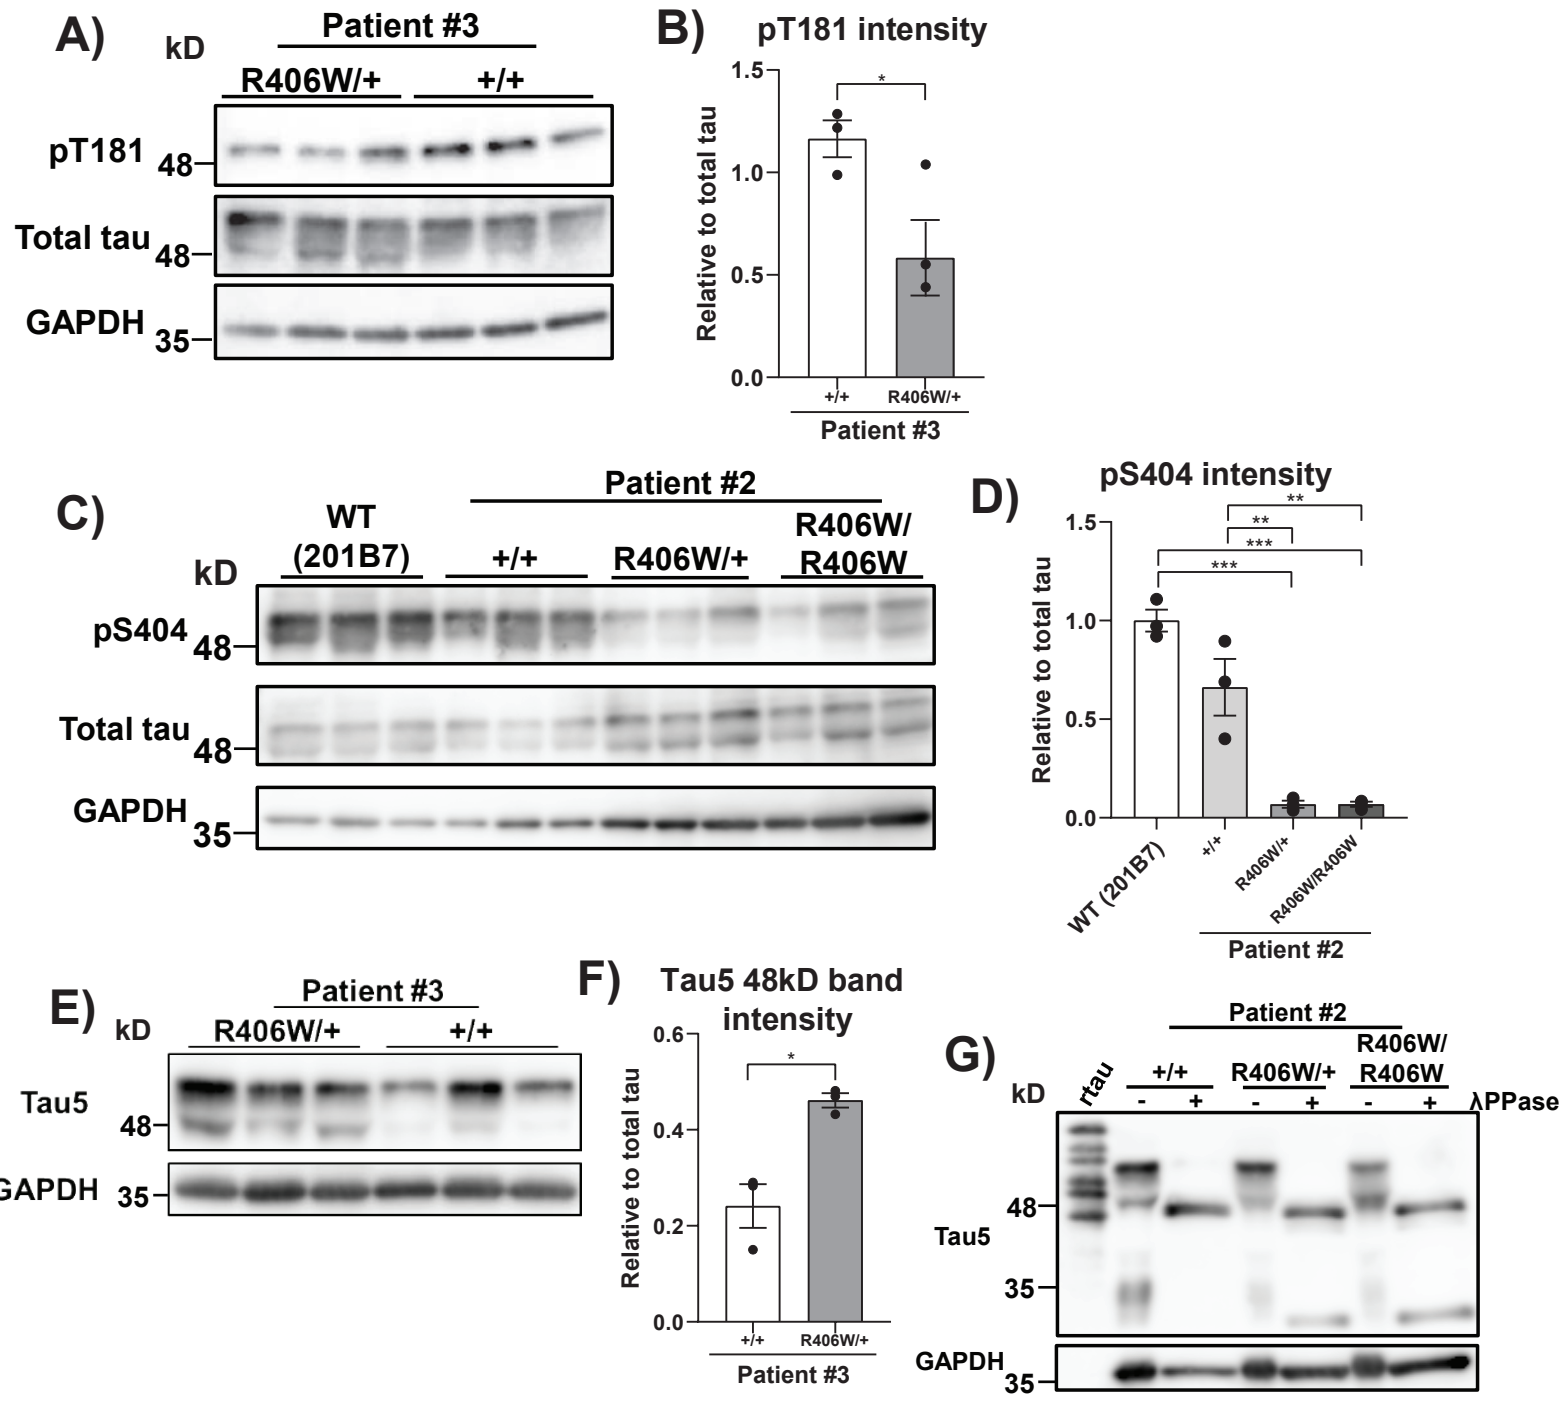 A)
Patient #3
kD
R406W/+ +/+
pT181
48
Total tau
48
GAPDH
35
B)
pT181 intensity
*
Relative to total tau
1.5
1.0
0.5
0.0
+/+ R406W/+
Patient #3
C)
Patient #2
WT
(201B7)
+/+
R406W/+
R406W/
R406W
kD
pS404
48
Total tau
48
GAPDH
35
D)
pS404 intensity
**
**
***
***
Relative to total tau
1.5
1.0
0.5
0.0
WT (201B7)
+/+
R406W/+
R406W/R406W
Patient #2
E)
Patient #3
kD
R406W/+ +/+
Tau5
48
GAPDH
35
F)
Tau5 48kD band
intensity
*
Relative to total tau
0.6
0.4
0.2
0.0
+/+ R406W/+
Patient #3
G)
Patient #2
kD
rtau
+/+
R406W/+
R406W/
R406W
- + - + - + λPPase
48
Tau5
35
GAPDH
35